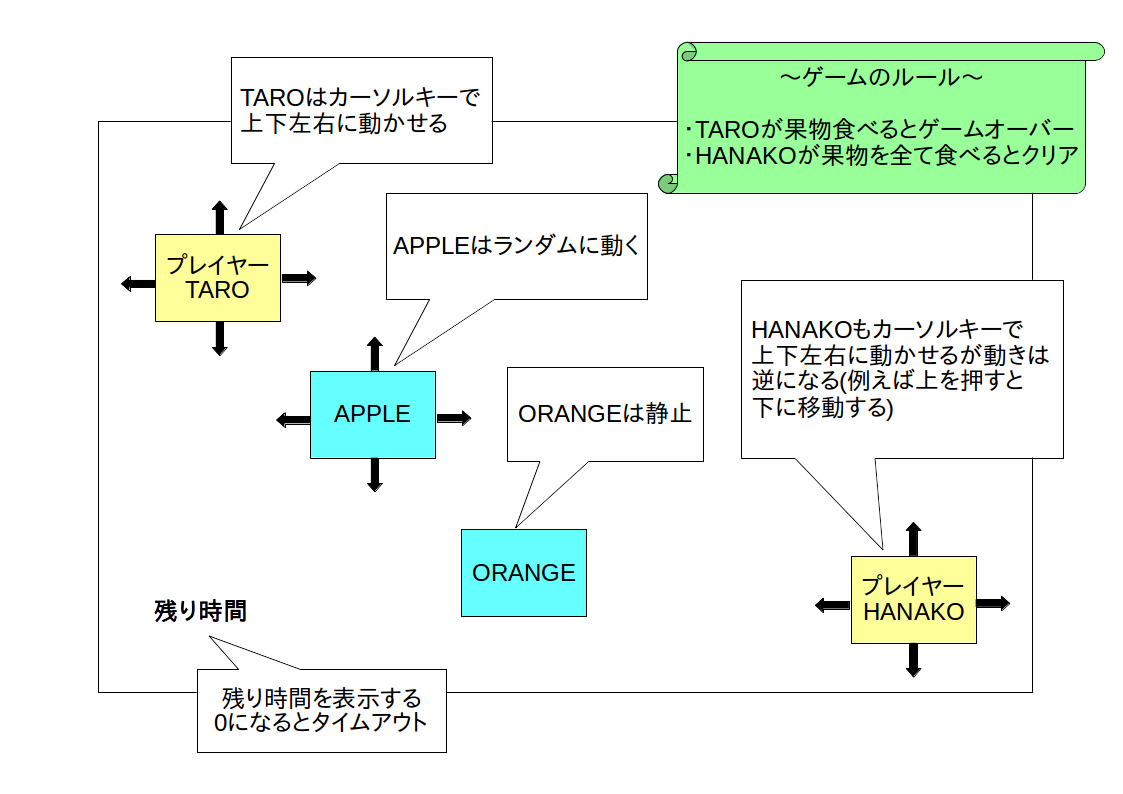 TAROはカーソルキーで
上下左右に動かせる
～ゲームのルール～
・TAROが果物食べるとゲームオーバー
・HANAKOが果物を全て食べるとクリア
プレイヤー
TARO
APPLEはランダムに動く
HANAKOもカーソルキーで
上下左右に動かせるが動きは
逆になる(例えば上を押すと
下に移動する)
APPLE
ORANGEは静止
ORANGE
プレイヤー
HANAKO
残り時間
残り時間を表示する
0になるとタイムアウト